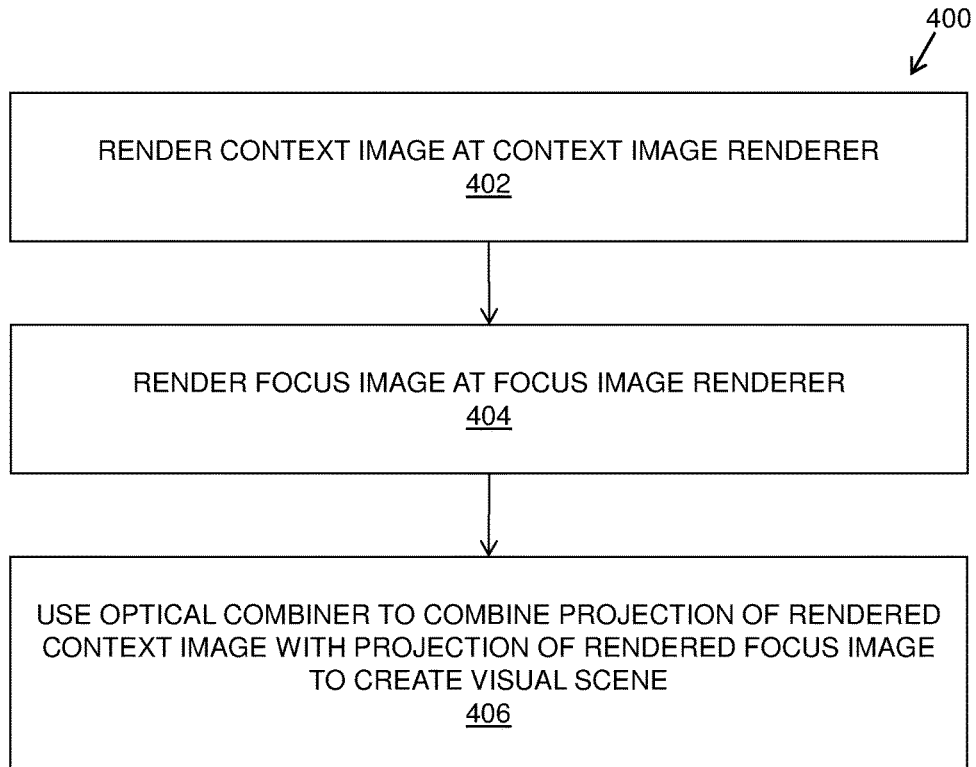 400
RENDER CONTEXT IMAGE AT CONTEXT IMAGE RENDERER
402
RENDER FOCUS IMAGE AT FOCUS IMAGE RENDERER
404
USE OPTICAL COMBINER TO COMBINE PROJECTION OF RENDERED
CONTEXT IMAGE WITH PROJECTION OF RENDERED FOCUS IMAGE
TO CREATE VISUAL SCENE
406